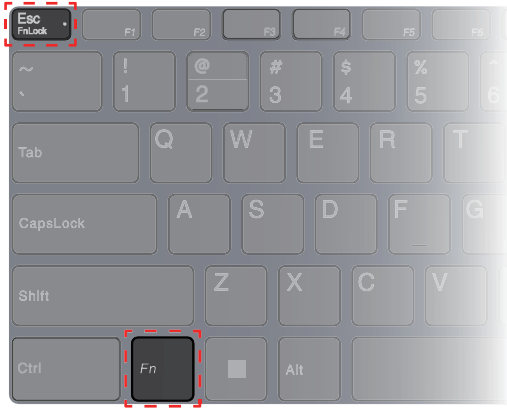 Esc
FnLock
F1 F2 F3 F4 F5 F6
~ ! @ # $ % ^
` 1 2 3 4 5 6
Tab Q W E R T
CapsLock A S D F G
Shift Z X C V
Ctrl Fn Alt